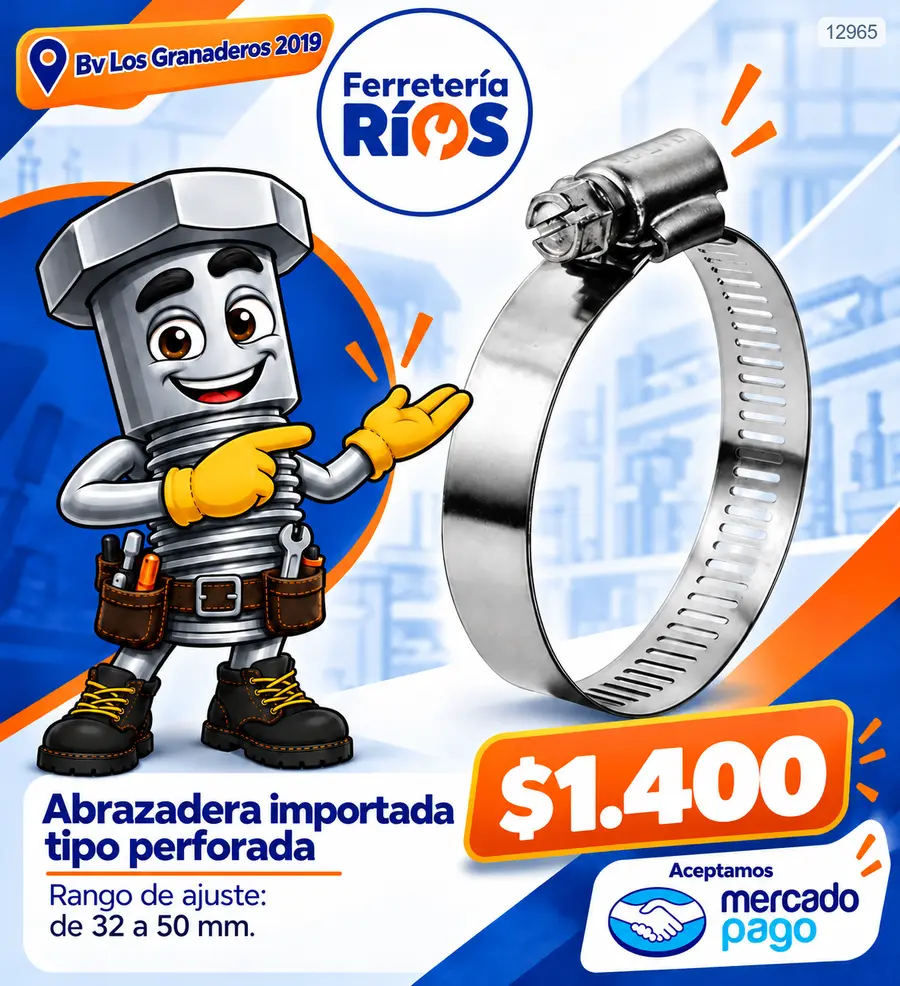 Bv Los Granaderos 2019
Ferretería
Ríos
12965
$1.400
Abrazadera importada
tipo perforada
Rango de ajuste:
de 32 a 50 mm.
Aceptamos
mercado
pago